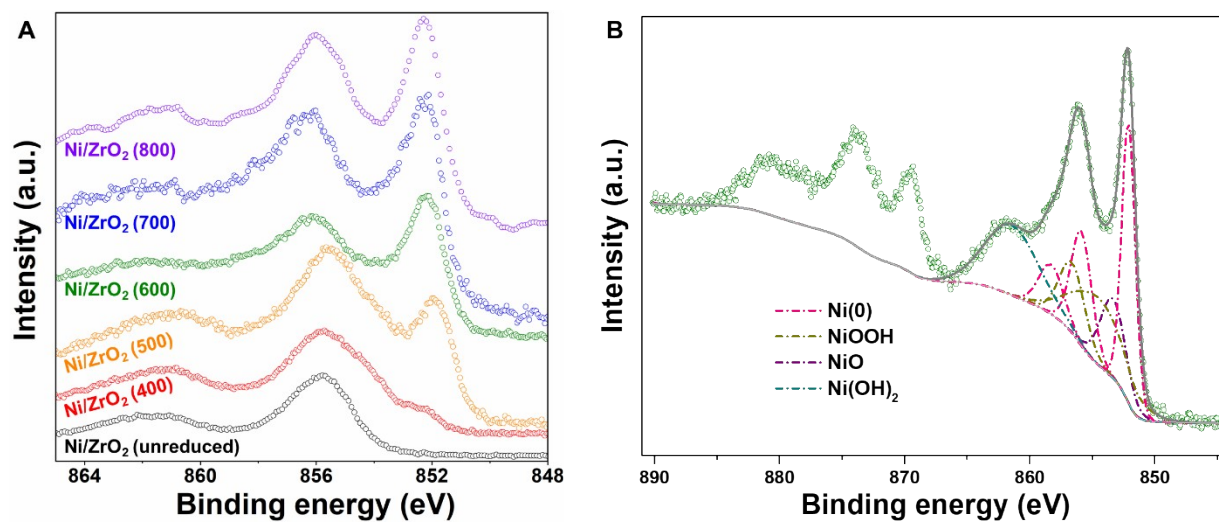 A
Intensity (a.u.)
Ni/ZrO₂ (800)
Ni/ZrO₂ (700)
Ni/ZrO₂ (600)
Ni/ZrO₂ (500)
Ni/ZrO₂ (400)
Ni/ZrO₂ (unreduced)
864 860 856 852 848
Binding energy (eV)
B
Intensity (a.u.)
Ni(0)
NiOOH
NiO
Ni(OH)₂
890 880 870 860 850
Binding energy (eV)